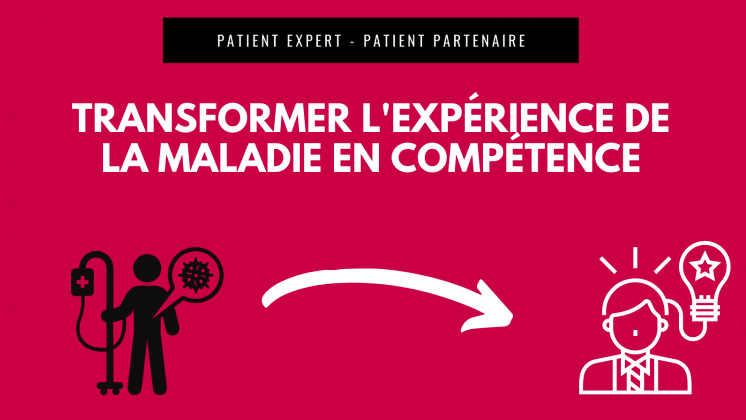 PATIENT EXPERT - PATIENT PARTENAIRE
TRANSFORMER L'EXPÉRIENCE DE
LA MALADIE EN COMPÉTENCE